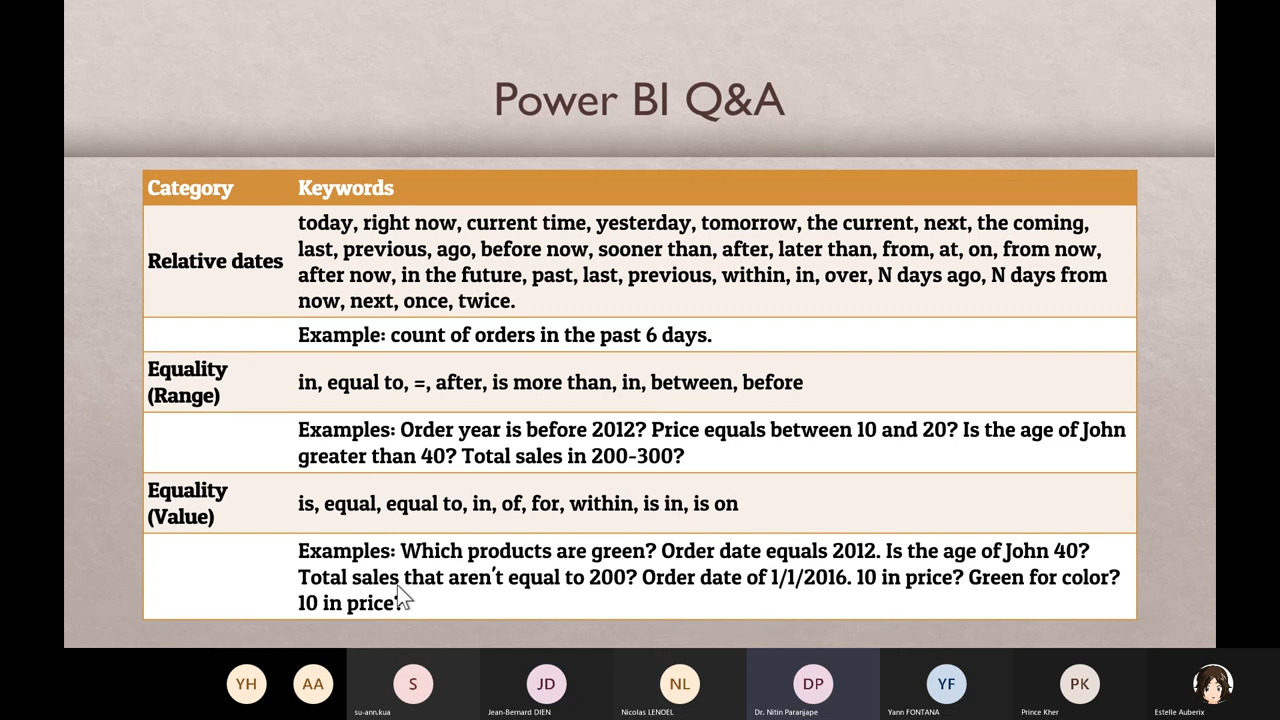 Power BI Q&A
Category Keywords
Relative dates
today, right now, current time, yesterday, tomorrow, the current, next, the coming,
last, previous, ago, before now, sooner than, after, later than, from, at, on, from now,
after now, in the future, past, last, previous, within, in, over, N days ago, N days from
now, next, once, twice.
Example: count of orders in the past 6 days.
Equality
(Range)
in, equal to, =, after, is more than, in, between, before
Examples: Order year is before 2012? Price equals between 10 and 20? Is the age of John
greater than 40? Total sales in 200-300?
Equality
(Value)
is, equal, equal to, in, of, for, within, is in, is on
Examples: Which products are green? Order date equals 2012. Is the age of John 40?
Total sales that aren't equal to 200? Order date of 1/1/2016. 10 in price? Green for color?
10 in price?
YH AA S JD NL DP YF PK
su-ann.kua Jean-Bernard DIEN Nicolas LENOEL Dr. Nitin Paranjape Yann FONTANA Prince Kher Estelle Auberix